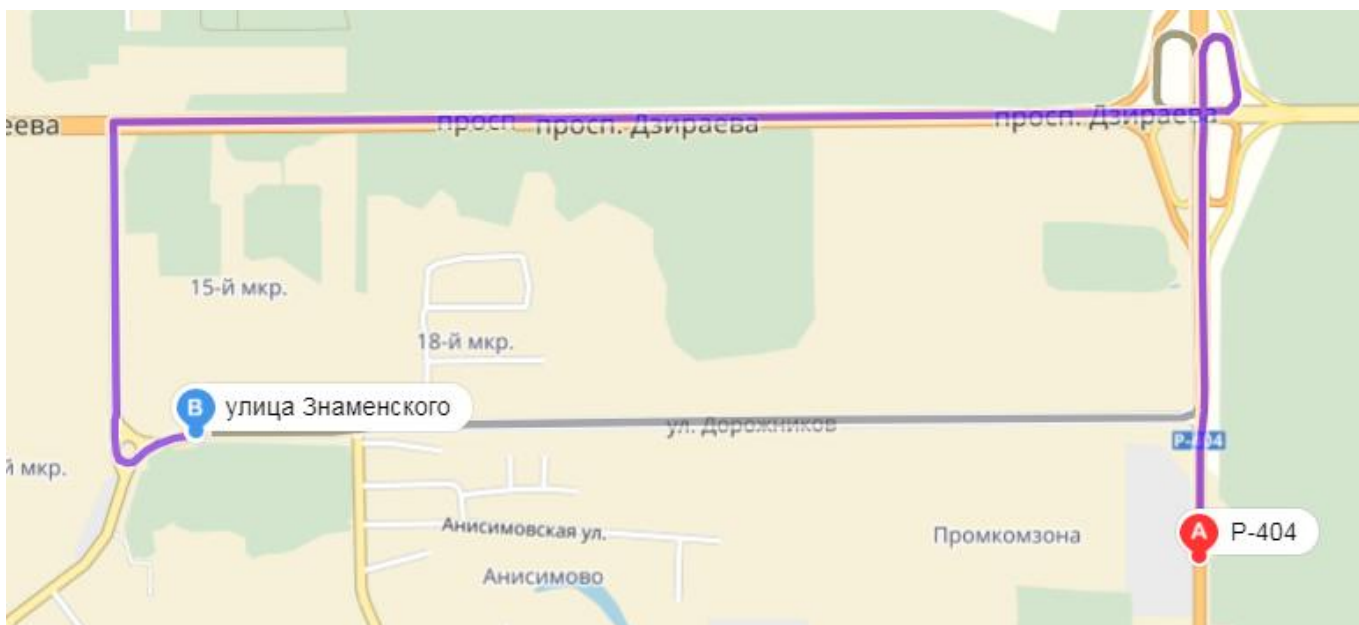 еева
просп.
просп. Дзираева
просп. Дзираева
15-й мкр.
18-й мкр.
B
улица Знаменского
ул. Дорожников
Р-404
й мкр.
Анисимовская ул.
Промкомзона
A
Р-404
Анисимово